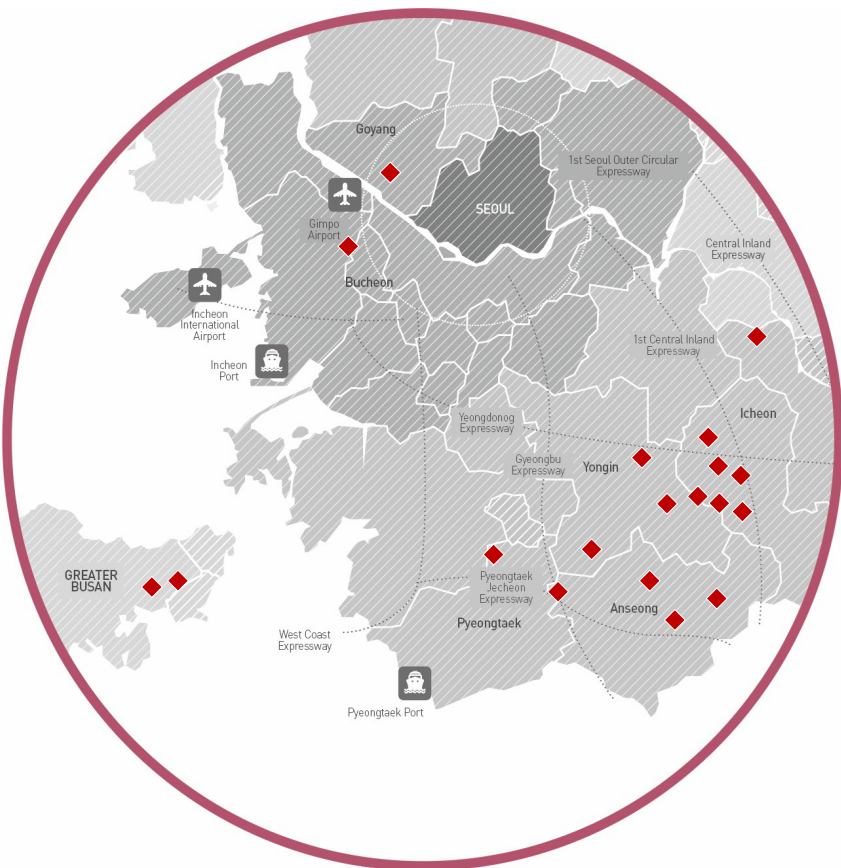 Goyang
1st Seoul Outer Circular
Expressway
SEOUL
Gimpo
Airport
Central Inland
Expressway
Bucheon
Incheon
International
Airport
1st Central Inland
Expressway
Incheon
Port
Icheon
Yeongdonog
Expressway
Gyeongbu
Expressway
Yongin
GREATER
BUSAN
Pyeongtaek
Jecheon
Expressway
Anseong
Pyeongtaek
West Coast
Expressway
Pyeongtaek Port